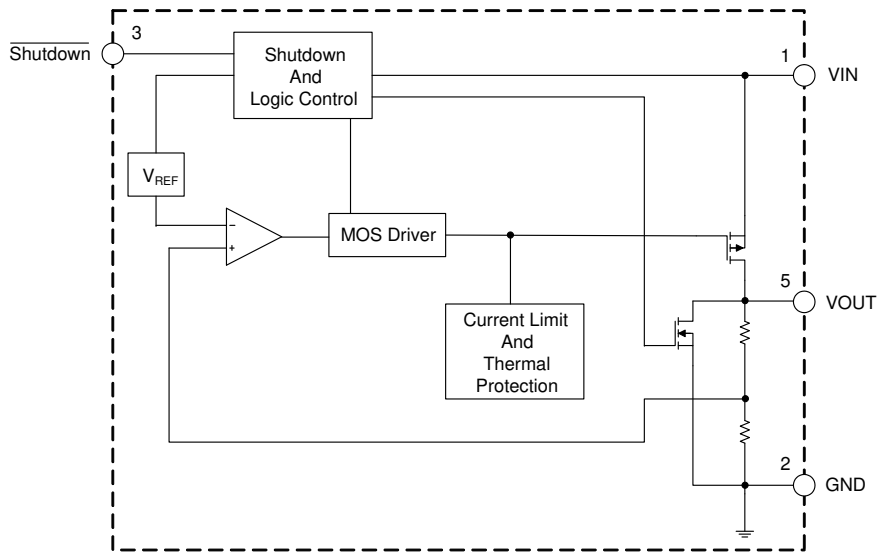 3
Shutdown
Shutdown
And
Logic Control
1
VIN
VREF
−
+
MOS Driver
5
VOUT
Current Limit
And
Thermal
Protection
2
GND